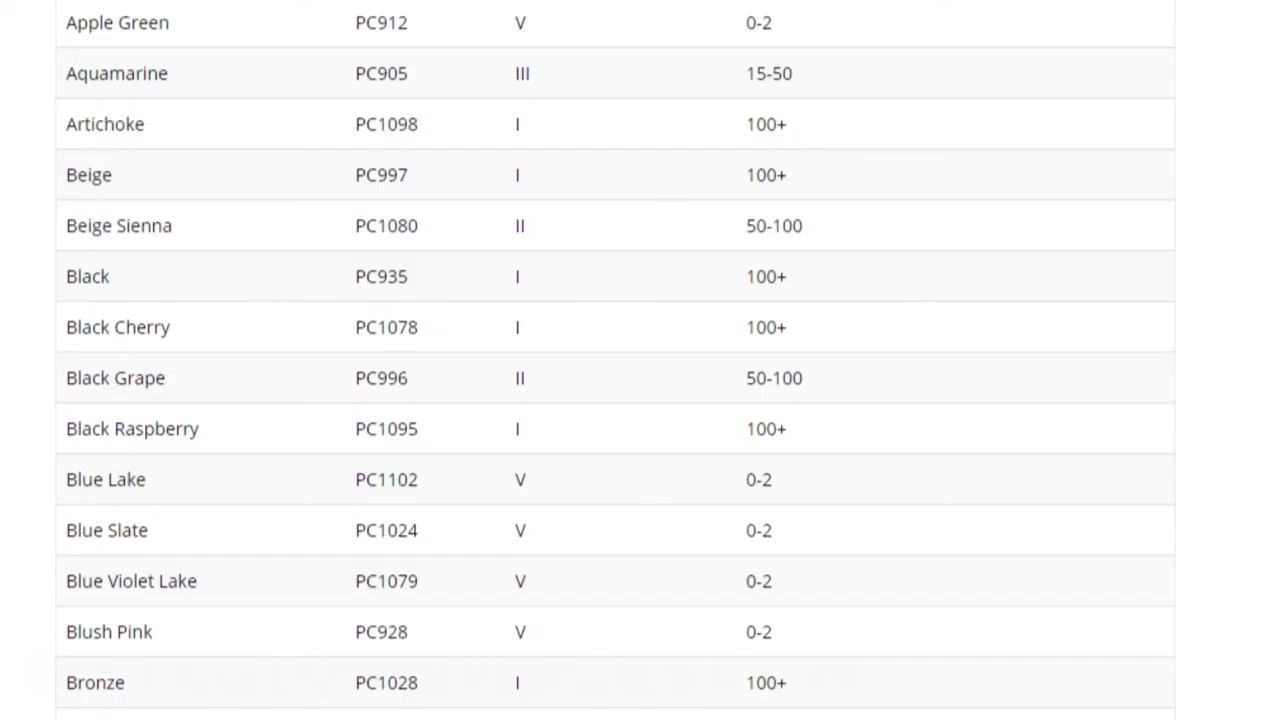 Apple Green PC912 V 0-2
Aquamarine PC905 III 15-50
Artichoke PC1098 I 100+
Beige PC997 I 100+
Beige Sienna PC1080 II 50-100
Black PC935 I 100+
Black Cherry PC1078 I 100+
Black Grape PC996 II 50-100
Black Raspberry PC1095 I 100+
Blue Lake PC1102 V 0-2
Blue Slate PC1024 V 0-2
Blue Violet Lake PC1079 V 0-2
Blush Pink PC928 V 0-2
Bronze PC1028 I 100+